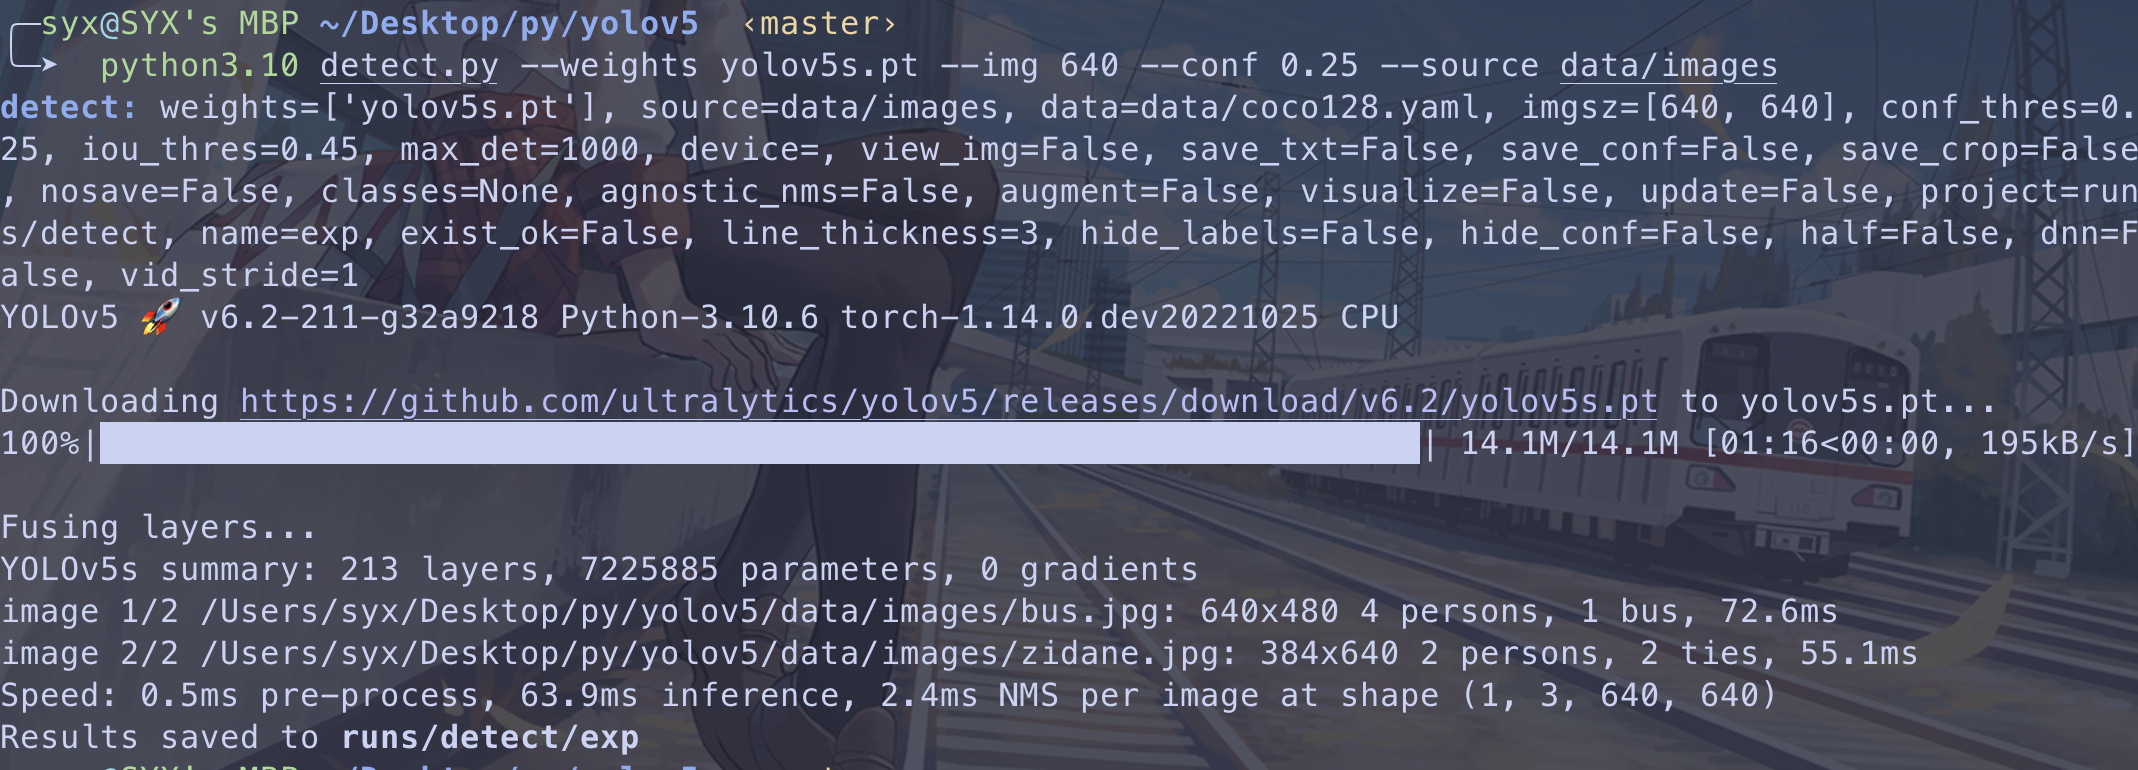 syx@SYX's MBP ~/Desktop/py/yolov5 ‹master›
➤ python3.10 detect.py --weights yolov5s.pt --img 640 --conf 0.25 --source data/images
detect: weights=['yolov5s.pt'], source=data/images, data=data/coco128.yaml, imgsz=[640, 640], conf_thres=0.
25, iou_thres=0.45, max_det=1000, device=, view_img=False, save_txt=False, save_conf=False, save_crop=False
, nosave=False, classes=None, agnostic_nms=False, augment=False, visualize=False, update=False, project=run
s/detect, name=exp, exist_ok=False, line_thickness=3, hide_labels=False, hide_conf=False, half=False, dnn=F
alse, vid_stride=1
YOLOv5 🚀 v6.2-211-g32a9218 Python-3.10.6 torch-1.14.0.dev20221025 CPU
Downloading https://github.com/ultralytics/yolov5/releases/download/v6.2/yolov5s.pt to yolov5s.pt...
100%| | 14.1M/14.1M [01:16<00:00, 195kB/s]
Fusing layers...
YOLOv5s summary: 213 layers, 7225885 parameters, 0 gradients
image 1/2 /Users/syx/Desktop/py/yolov5/data/images/bus.jpg: 640x480 4 persons, 1 bus, 72.6ms
image 2/2 /Users/syx/Desktop/py/yolov5/data/images/zidane.jpg: 384x640 2 persons, 2 ties, 55.1ms
Speed: 0.5ms pre-process, 63.9ms inference, 2.4ms NMS per image at shape (1, 3, 640, 640)
Results saved to runs/detect/exp